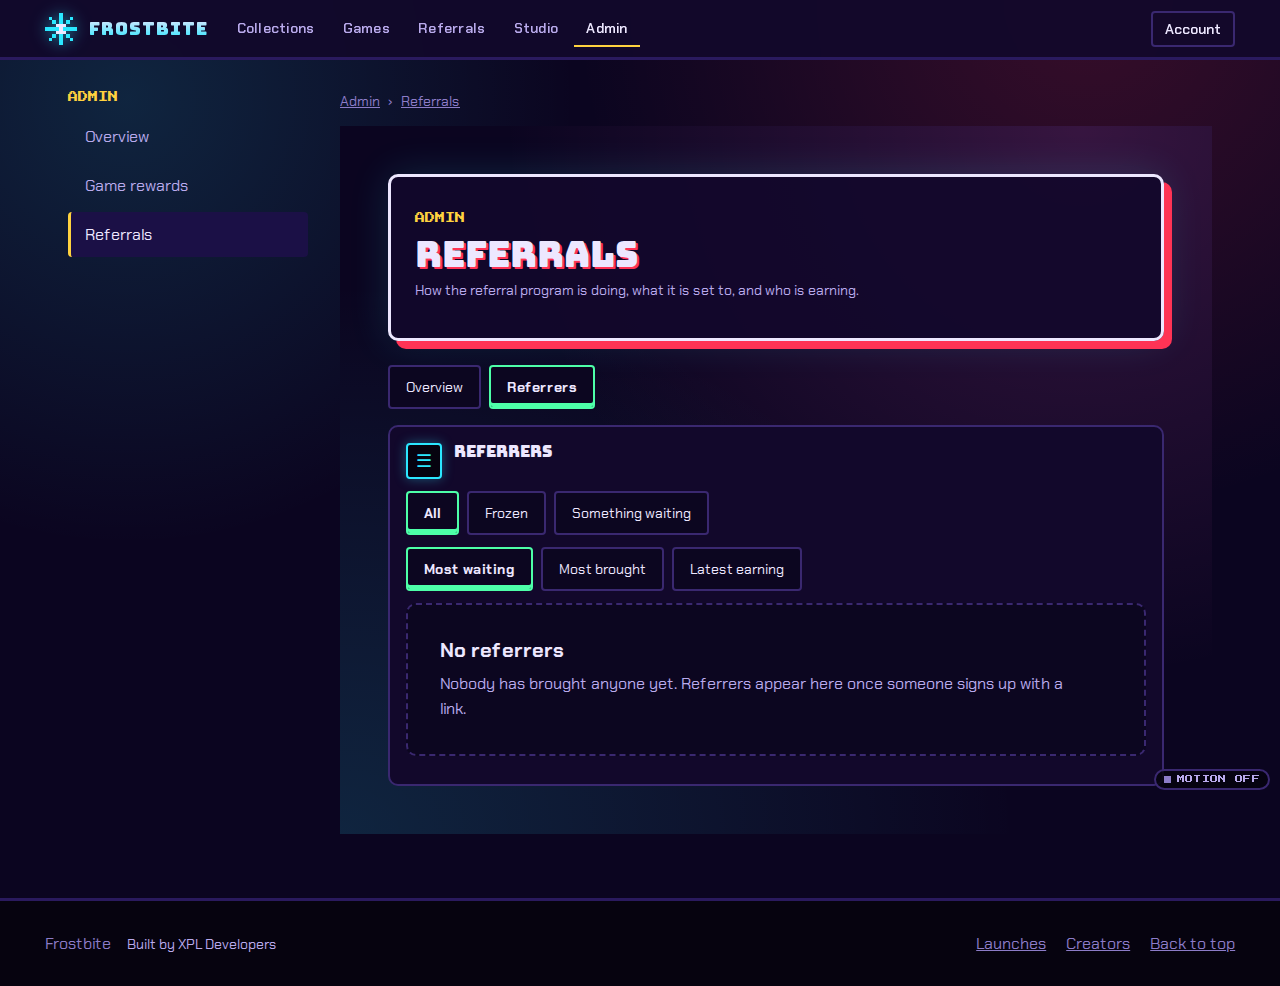 FROSTBITE
Collections
Games
Referrals
Studio
Admin
Account
ADMIN
Overview
Game rewards
Referrals
Admin › Referrals
ADMIN
REFERRALS
How the referral program is doing, what it is set to, and who is earning.
Overview
Referrers
☰ REFERRERS
All
Frozen
Something waiting
Most waiting
Most brought
Latest earning
No referrers
Nobody has brought anyone yet. Referrers appear here once someone signs up with a
link.
MOTION OFF
Frostbite
Built by XPL Developers
Launches
Creators
Back to top